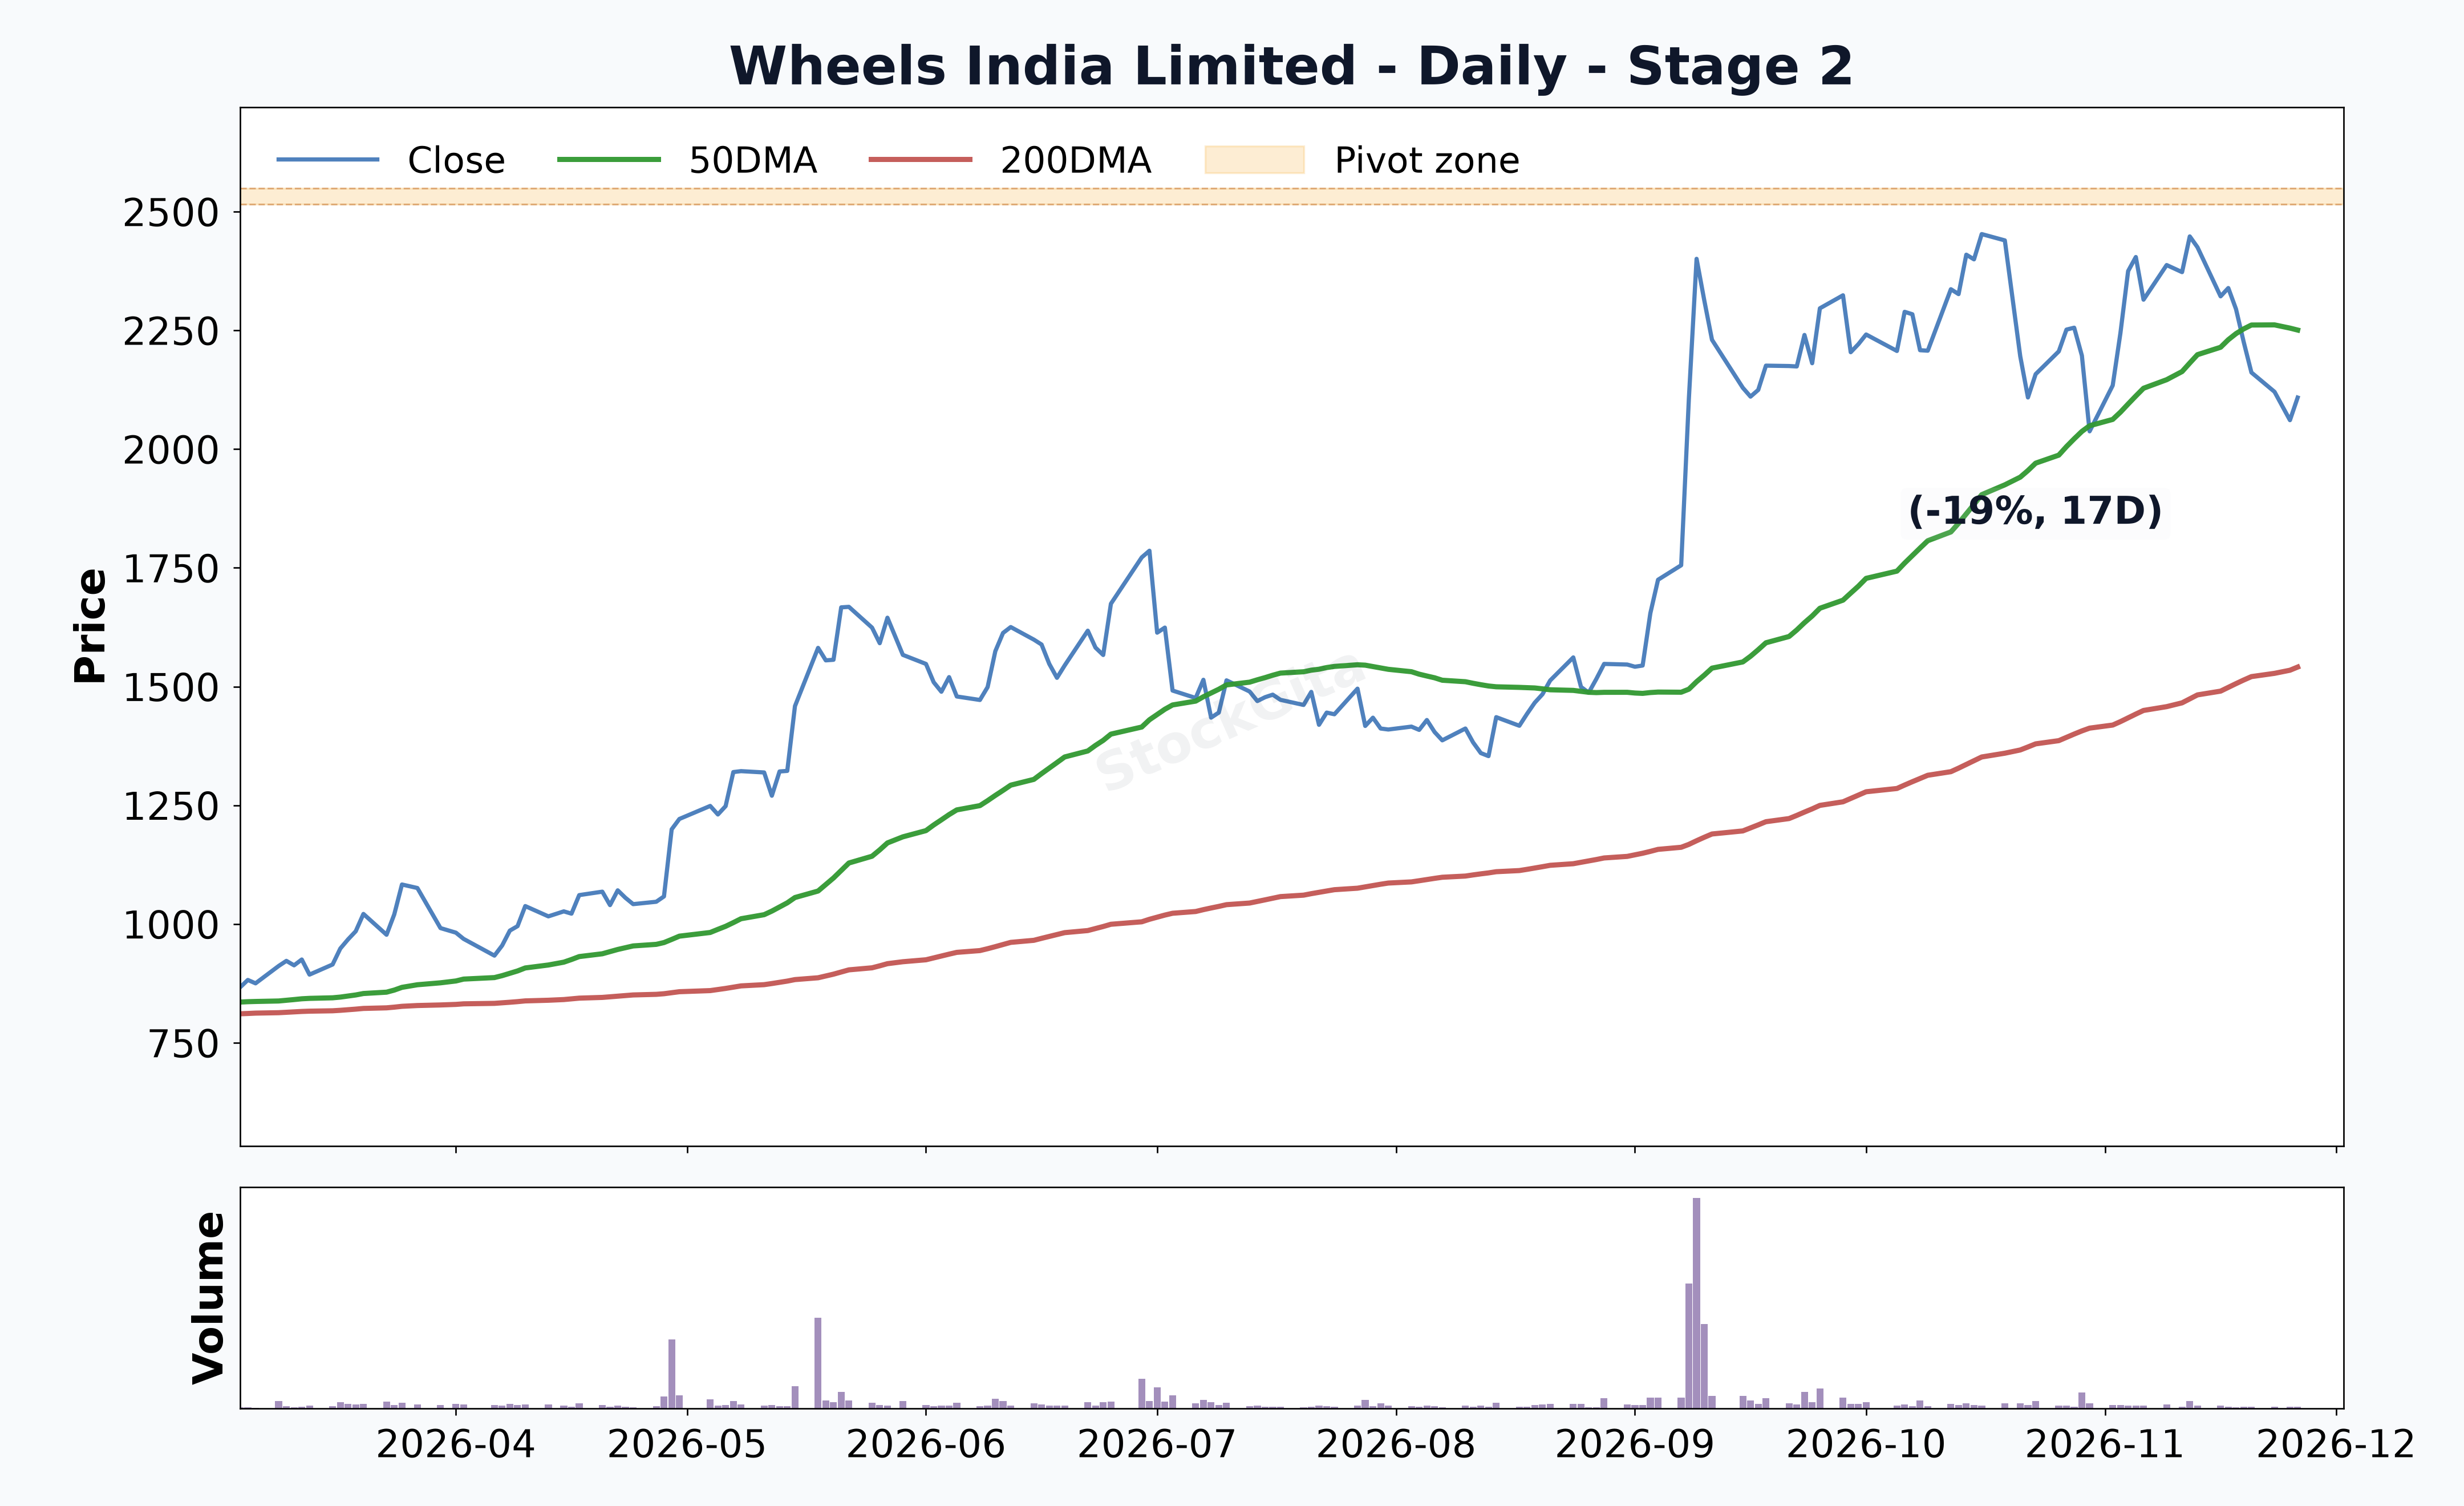 Wheels India Limited - Daily - Stage 2
Close
50DMA
200DMA
Pivot zone
Price
2500
2250
2000
1750
1500
1250
1000
750
(-19%, 17D)
StockGita
Volume
2026-04
2026-05
2026-06
2026-07
2026-08
2026-09
2026-10
2026-11
2026-12